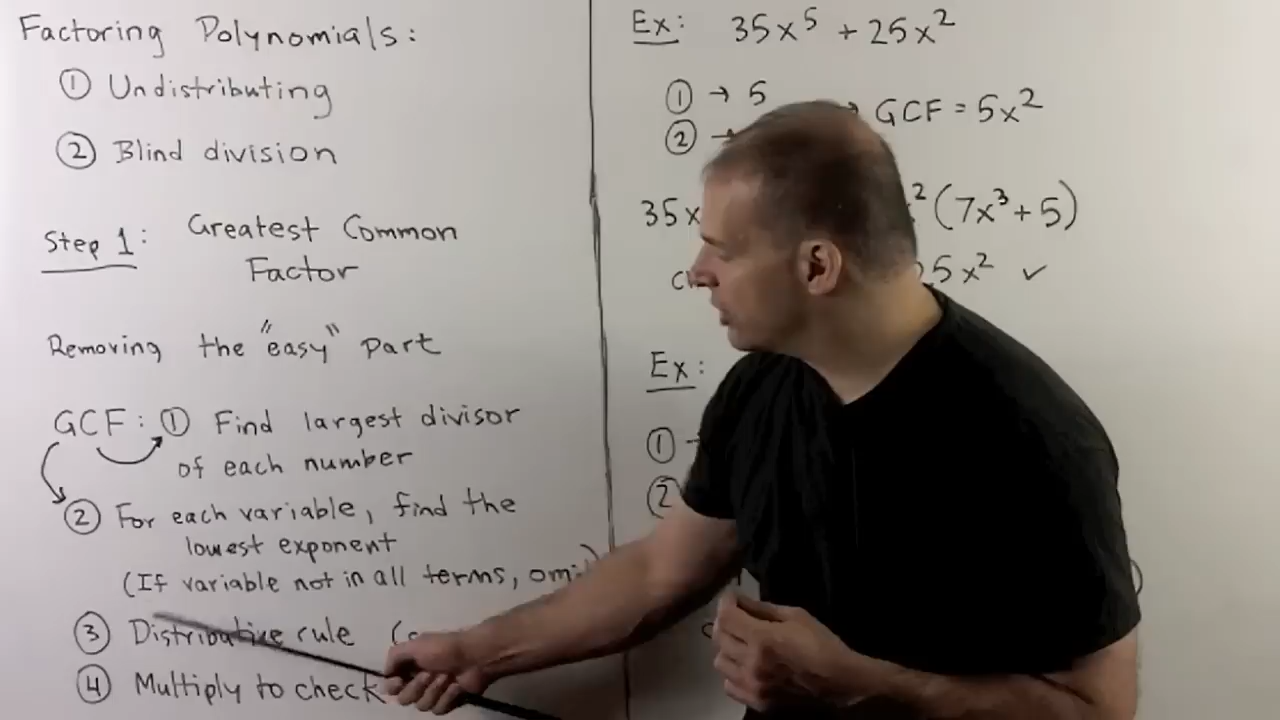 Factoring Polynomials:
① Undistributing
② Blind division
Step 1: Greatest Common
Factor
Removing the "easy" part
GCF: ① Find largest divisor
of each number
② For each variable, find the
lowest exponent
(If variable not in all terms,
③ Distributive rule
④ Multiply to check
Ex: 35x⁵ + 25x²
① → 5
② → GCF = 5x²
35x ² (7x³ + 5)
5x² ✓
Ex:
①
②